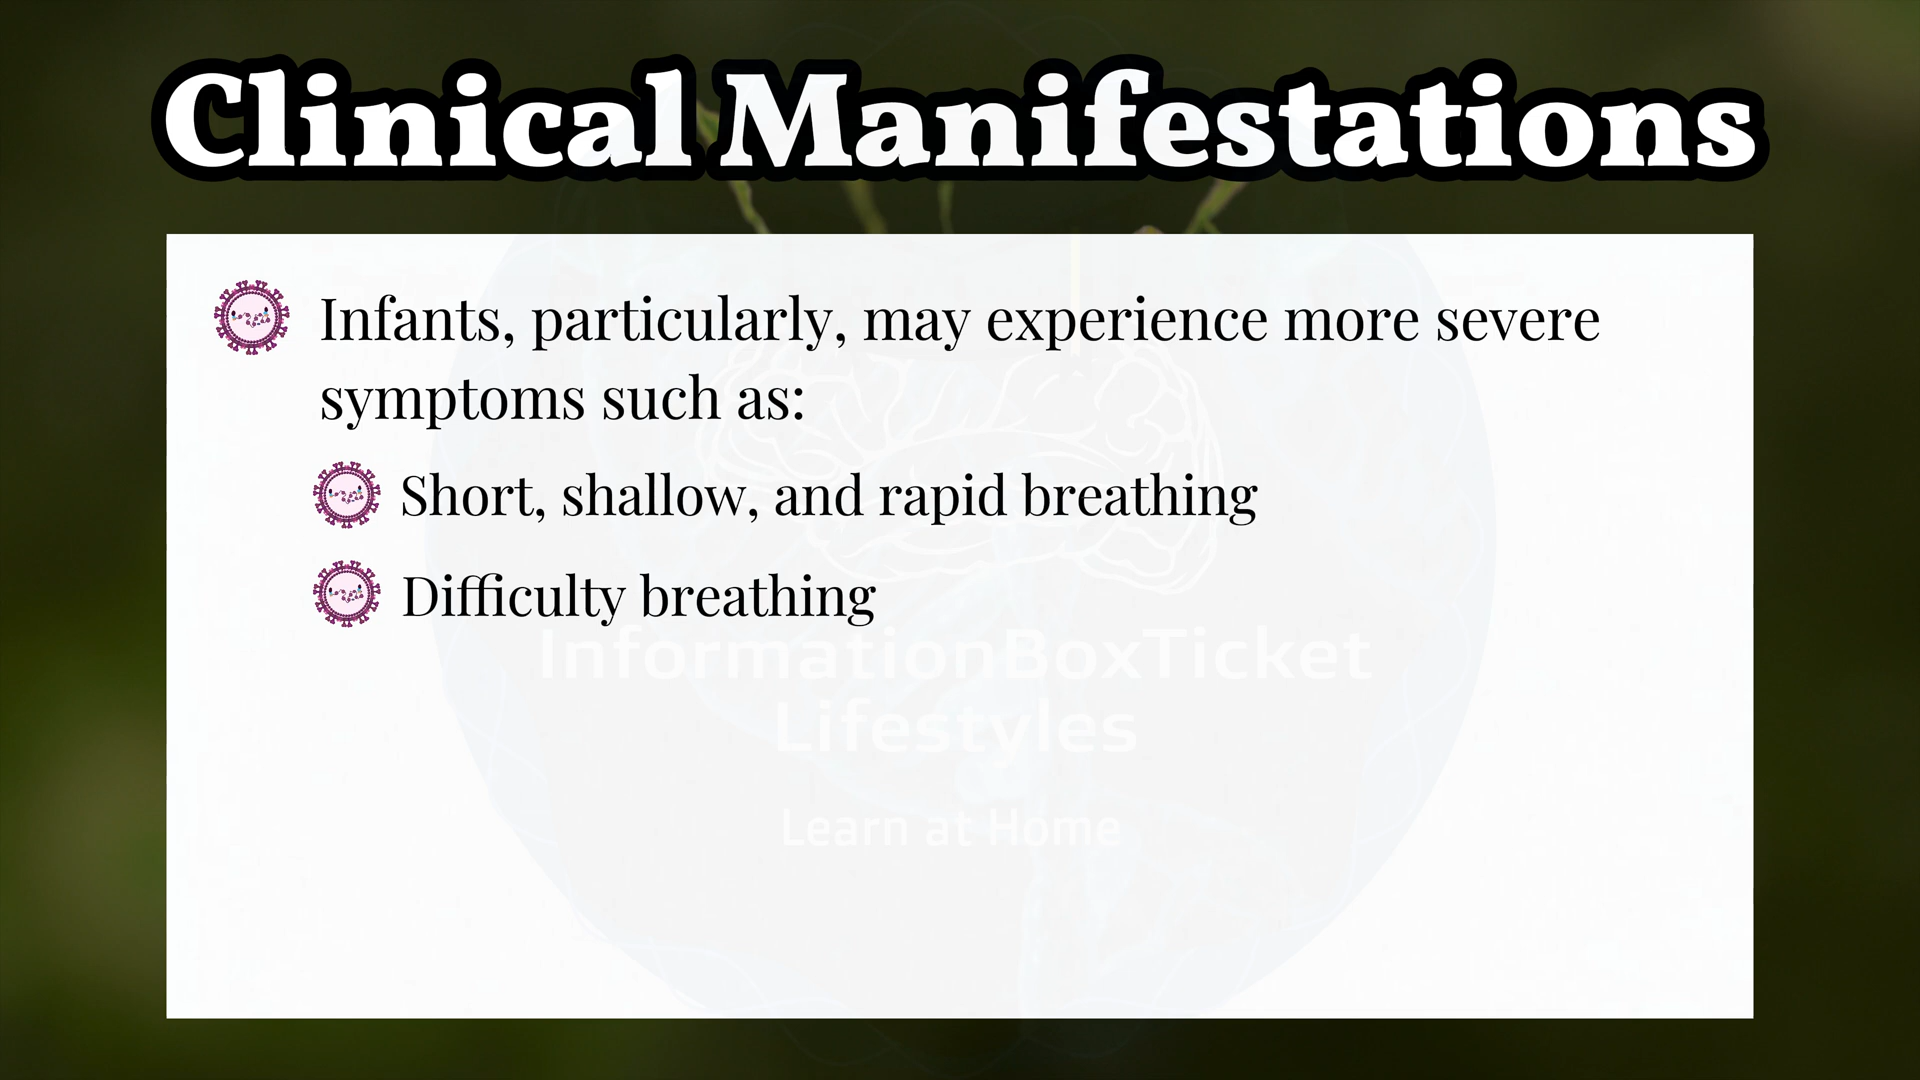 Clinical Manifestations
Infants, particularly, may experience more severe
symptoms such as:
Short, shallow, and rapid breathing
Difficulty breathing
InformationBoxTicket
Lifestyles
Learn at Home